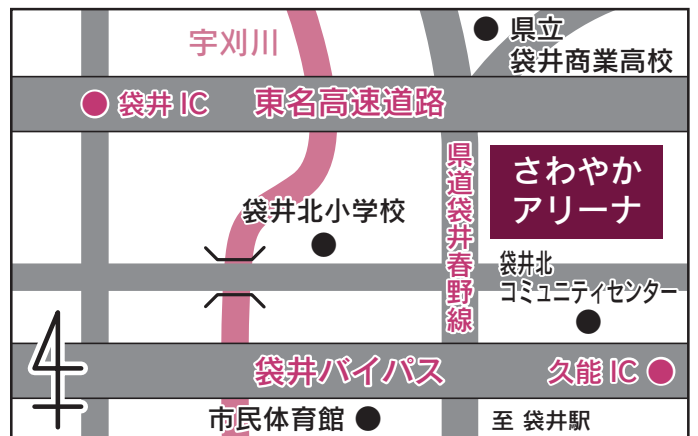 宇刈川
県立
袋井商業高校
袋井 IC
東名高速道路
県道袋井春野線
さわやか
アリーナ
袋井北小学校
袋井北
コミュニティセンター
袋井バイパス
久能 IC
市民体育館
至 袋井駅